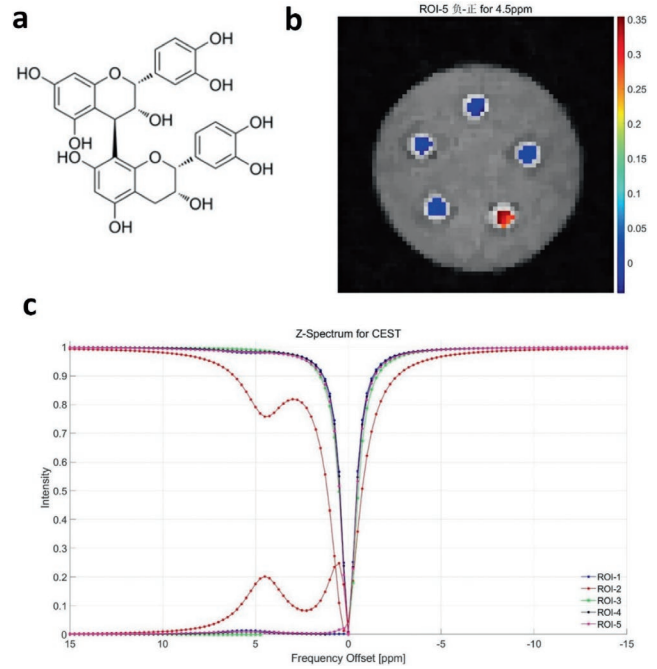 a
OH
OH
HO
O
HO
OH
OH
OH
HO
O
OH
OH
OH
b
ROI-5 负-正 for 4.5ppm
0.35
0.3
0.25
0.2
0.15
0.1
0.05
0
c
Z-Spectrum for CEST
1
0.9
0.8
0.7
0.6
0.5
0.4
0.3
0.2
0.1
0
Intensity
15
10
5
0
-5
-10
-15
Frequency Offset [ppm]
ROI-1
ROI-2
ROI-3
ROI-4
ROI-5